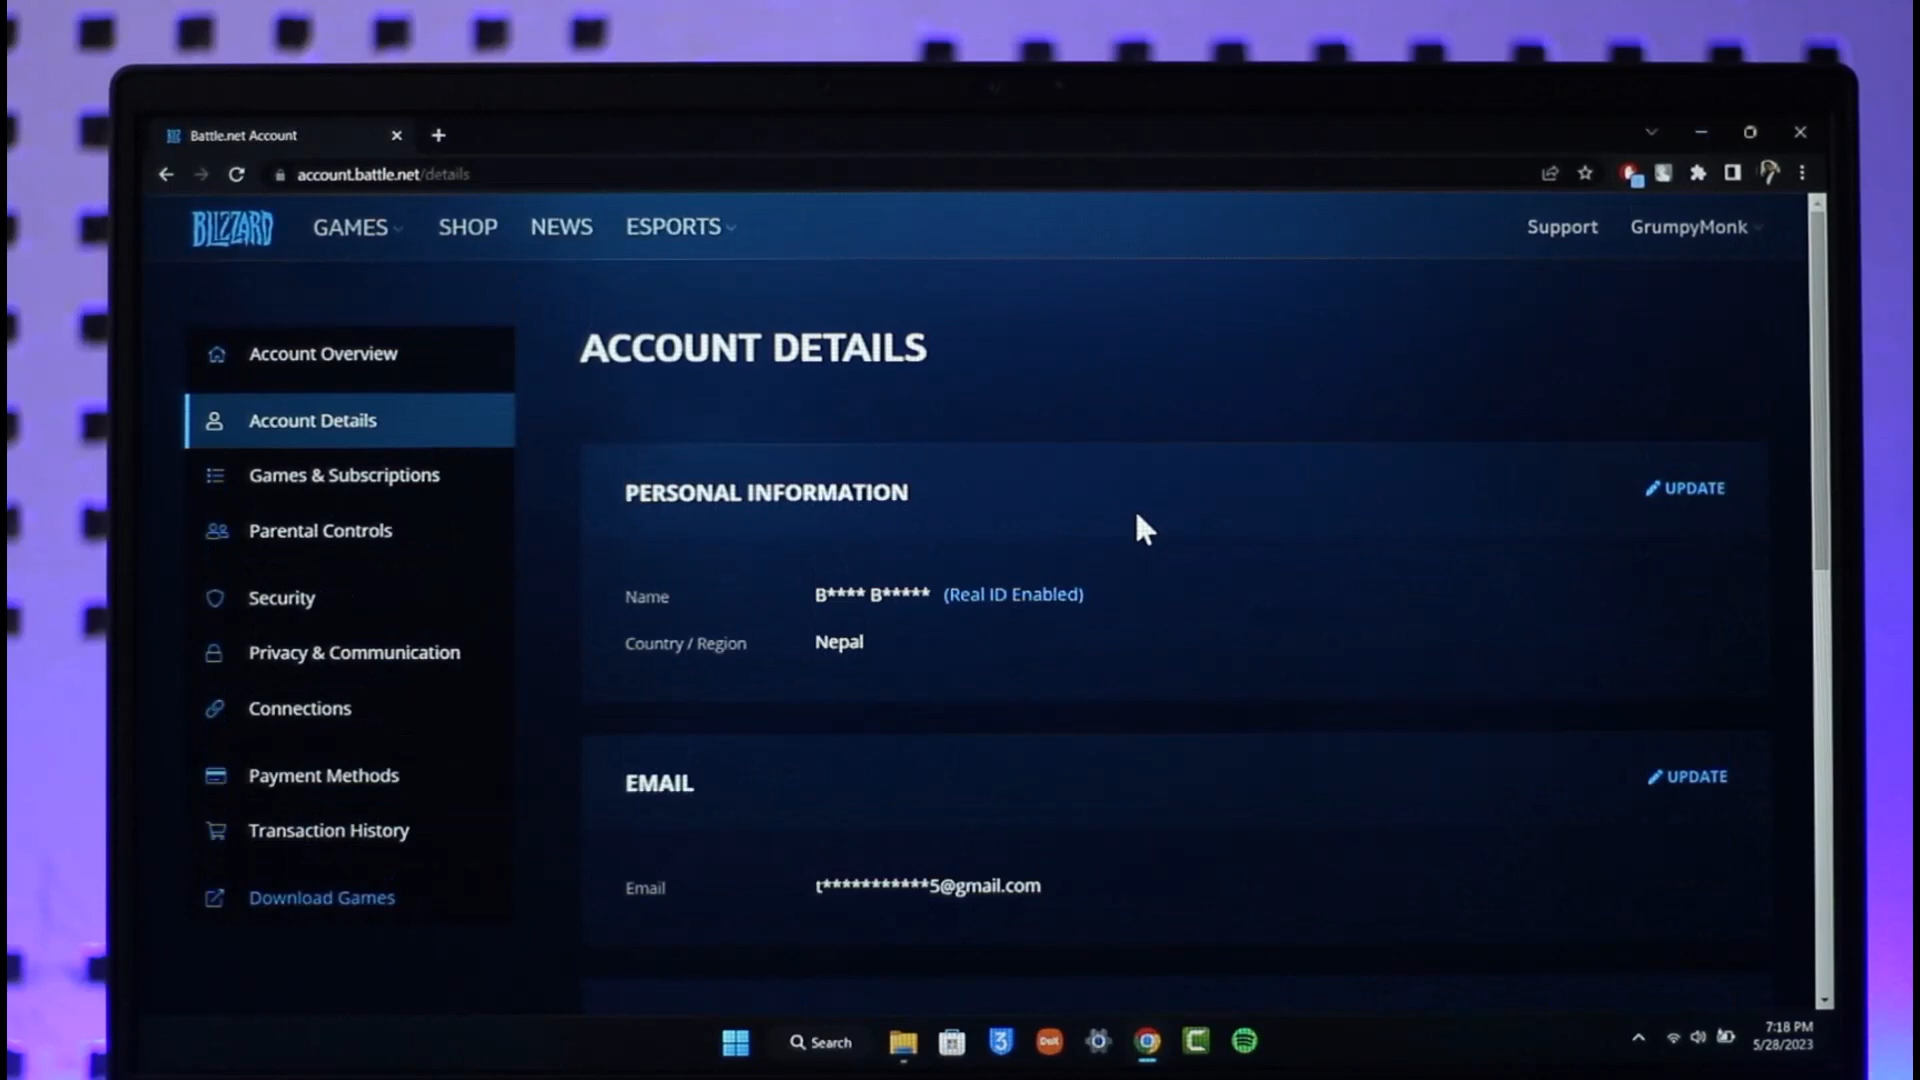 Battle.net Account
account.battle.net/details
BLIZZARD GAMES SHOP NEWS ESPORTS Support GrumpyMonk
Account Overview
Account Details
Games & Subscriptions
Parental Controls
Security
Privacy & Communication
Connections
Payment Methods
Transaction History
Download Games
ACCOUNT DETAILS
PERSONAL INFORMATION UPDATE
Name B**** B***** (Real ID Enabled)
Country / Region Nepal
EMAIL UPDATE
Email t***********5@gmail.com
Search
3
7:18 PM
5/28/2023